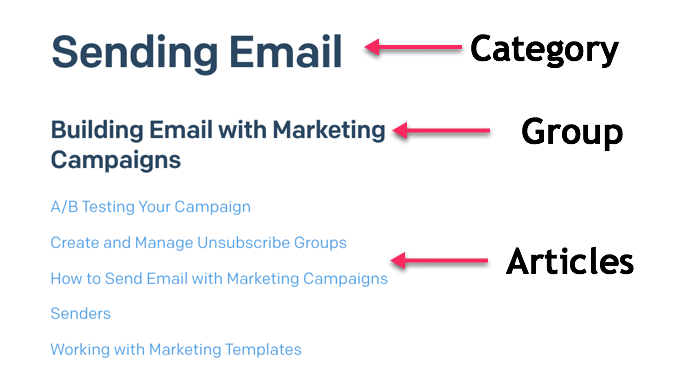 Sending Email
Category
Building Email with Marketing
Campaigns
Group
A/B Testing Your Campaign
Create and Manage Unsubscribe Groups
How to Send Email with Marketing Campaigns
Articles
Senders
Working with Marketing Templates